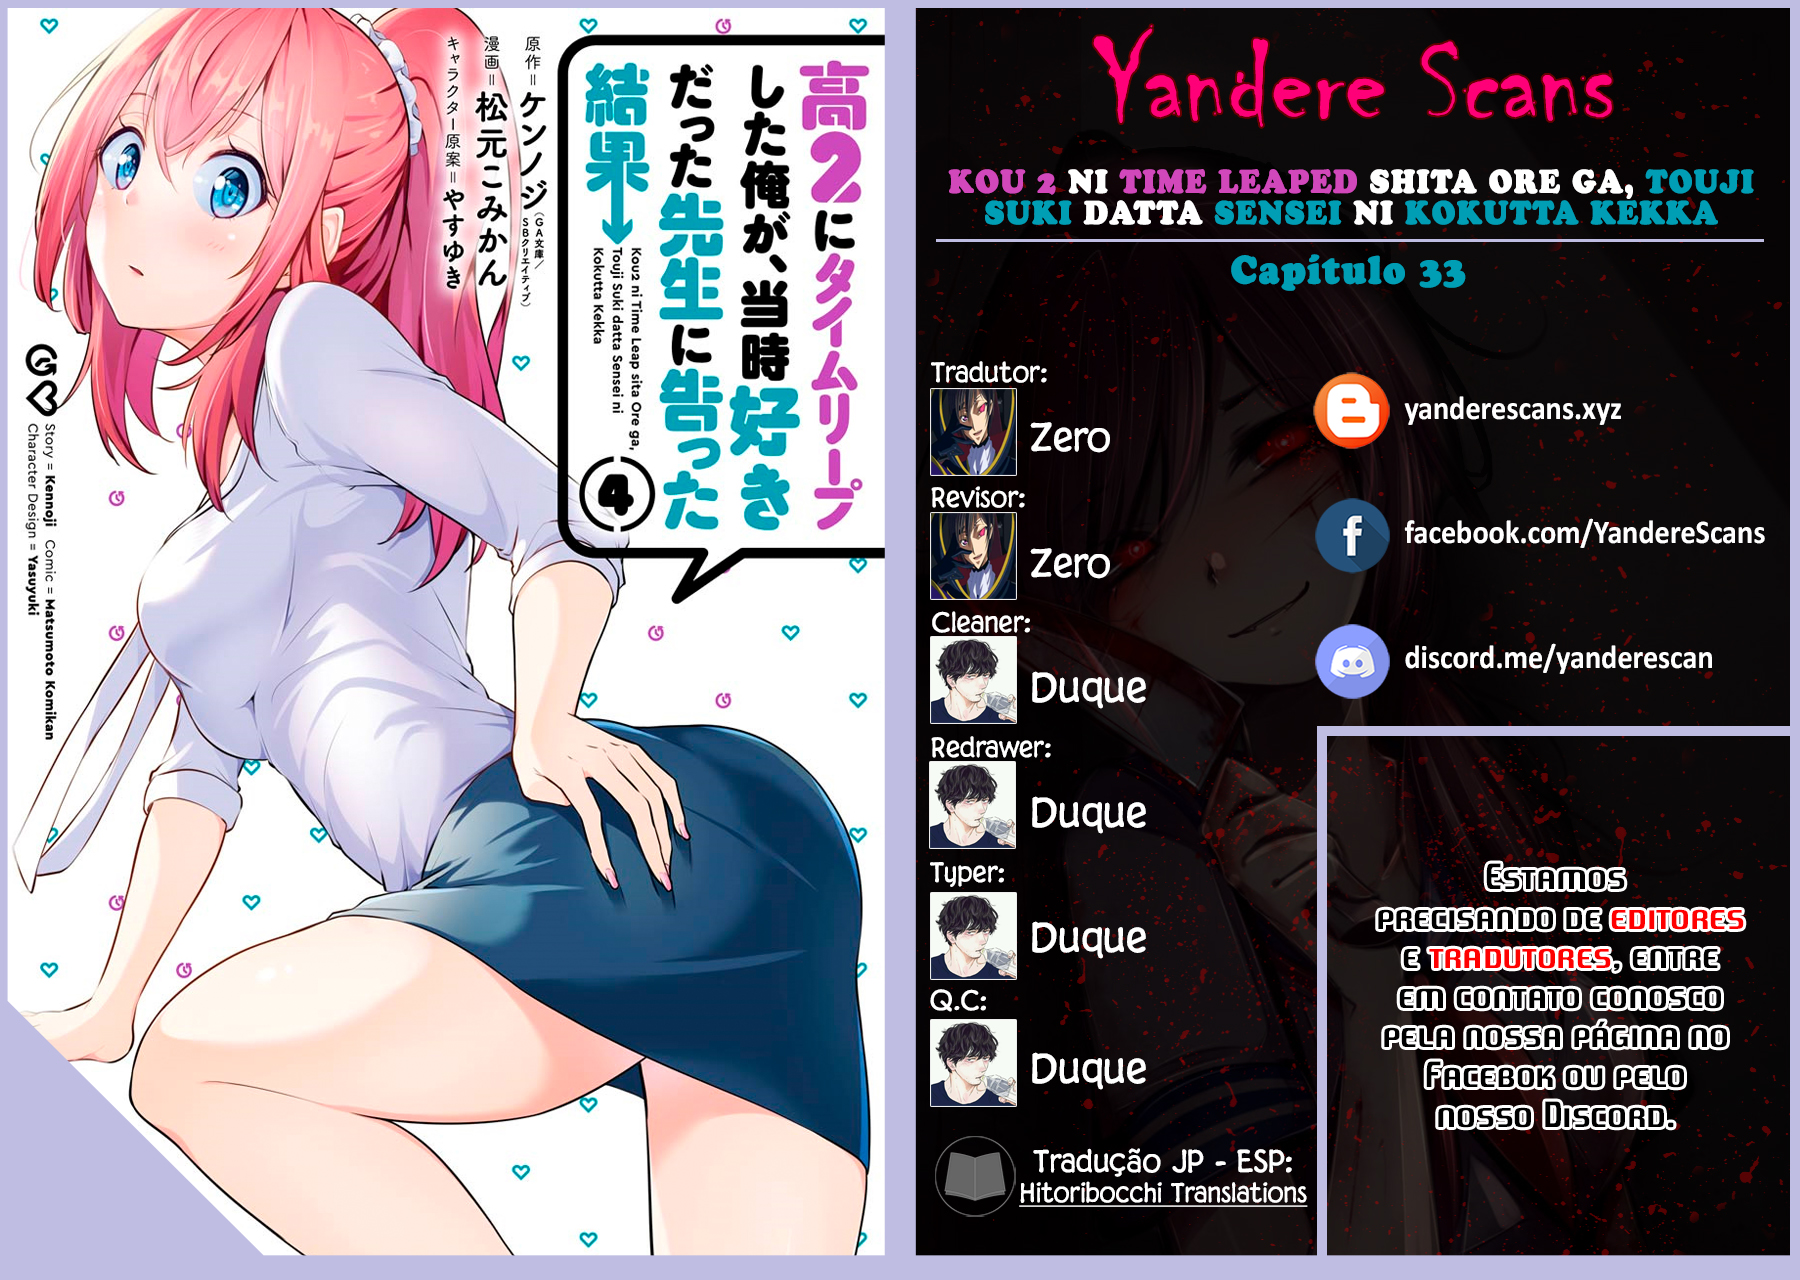 高2にタイムリープ
した俺が、当時好き
だった先生に告った
結果
Kou2 ni Time Leap sita Ore ga,
Touji Suki datta Sensei ni
Kokutta Kekka
4
原作＝ケンノジ（GA文庫／SBクリエイティブ）
漫画＝松元こみかん
キャラクター原案＝やすゆき
Story = Kennoji Comic = Matsumoto Komikan
Character Design = Yasuyuki
Yandere Scans
KOU 2 NI TIME LEAPED SHITA ORE GA, TOUJI
SUKI DATTA SENSEI NI KOKUTTA KEKKA
Capítulo 33
Tradutor:
Zero
Revisor:
Zero
Cleaner:
Duque
Redrawer:
Duque
Typer:
Duque
Q.C:
Duque
Tradução JP - ESP:
Hitoribocchi Translations
yanderescans.xyz
facebook.com/YandereScans
discord.me/yanderescan
Estamos
precisando de editores
e tradutores, entre
em contato conosco
pela nossa página no
Facebok ou pelo
nosso Discord.